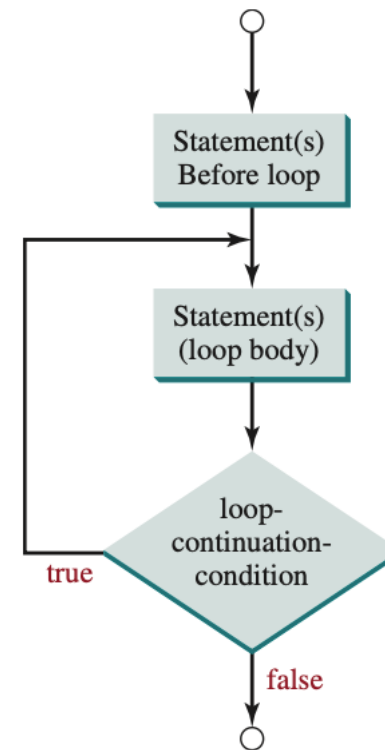 Statement(s)
Before loop
Statement(s)
(loop body)
loop-
continuation-
condition
true
false